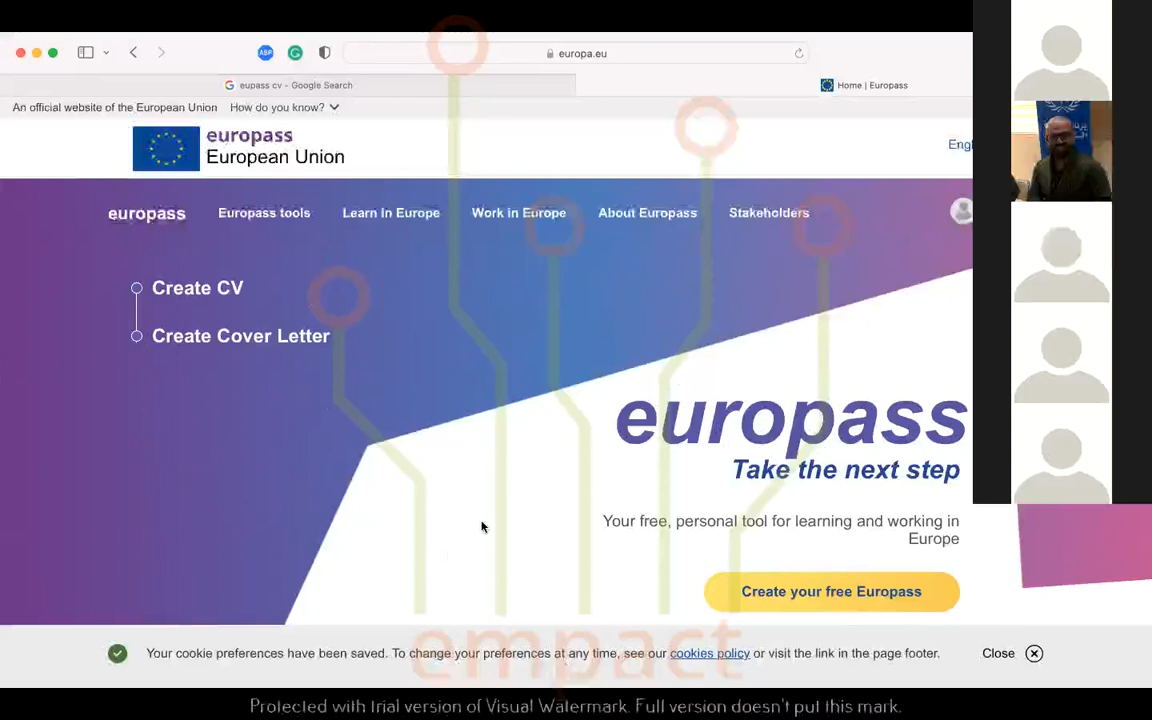 europa.eu
eupass cv - Google Search
Home | Europass
An official website of the European Union How do you know?
europass
European Union
Engl
europass Europass tools Learn in Europe Work in Europe About Europass Stakeholders
Create CV
Create Cover Letter
europass
Take the next step
Your free, personal tool for learning and working in
Europe
Create your free Europass
empact
Your cookie preferences have been saved. To change your preferences at any time, see our cookies policy or visit the link in the page footer.
Close
Protected with trial version of Visual Watermark. Full version doesn't put this mark.